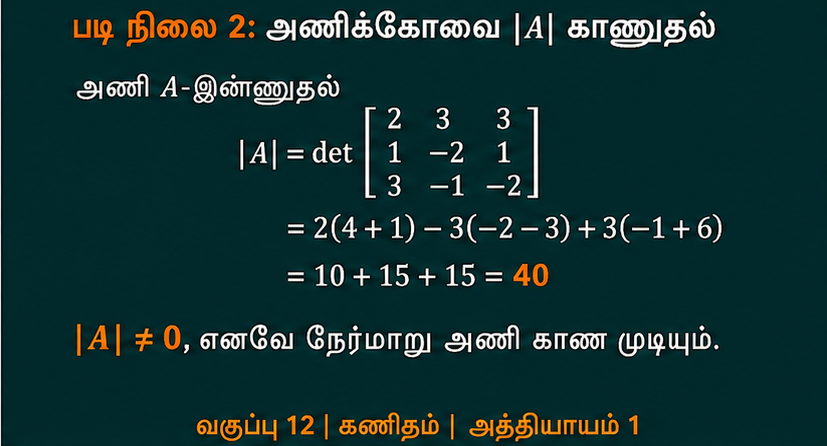 படி நிலை 2: அணிக்கோவை |A| காணுதல்
அணி A-இன்ணுதல்
|A| = det [ 2 3 3
1 −2 1
3 −1 −2 ]
= 2(4 + 1) − 3(−2 − 3) + 3(−1 + 6)
= 10 + 15 + 15 = 40
|A| ≠ 0, எனவே நேர்மாறு அணி காண முடியும்.
வகுப்பு 12 | கணிதம் | அத்தியாயம் 1